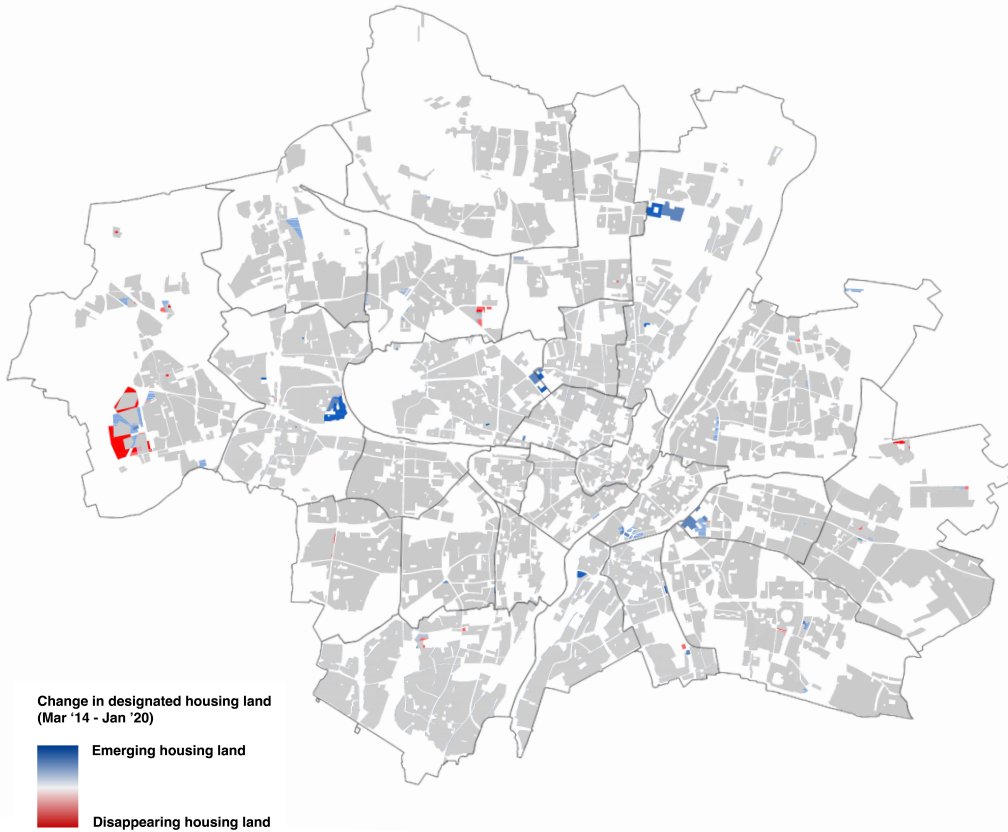 Change in designated housing land
(Mar ‘14 - Jan ’20)
Emerging housing land
Disappearing housing land